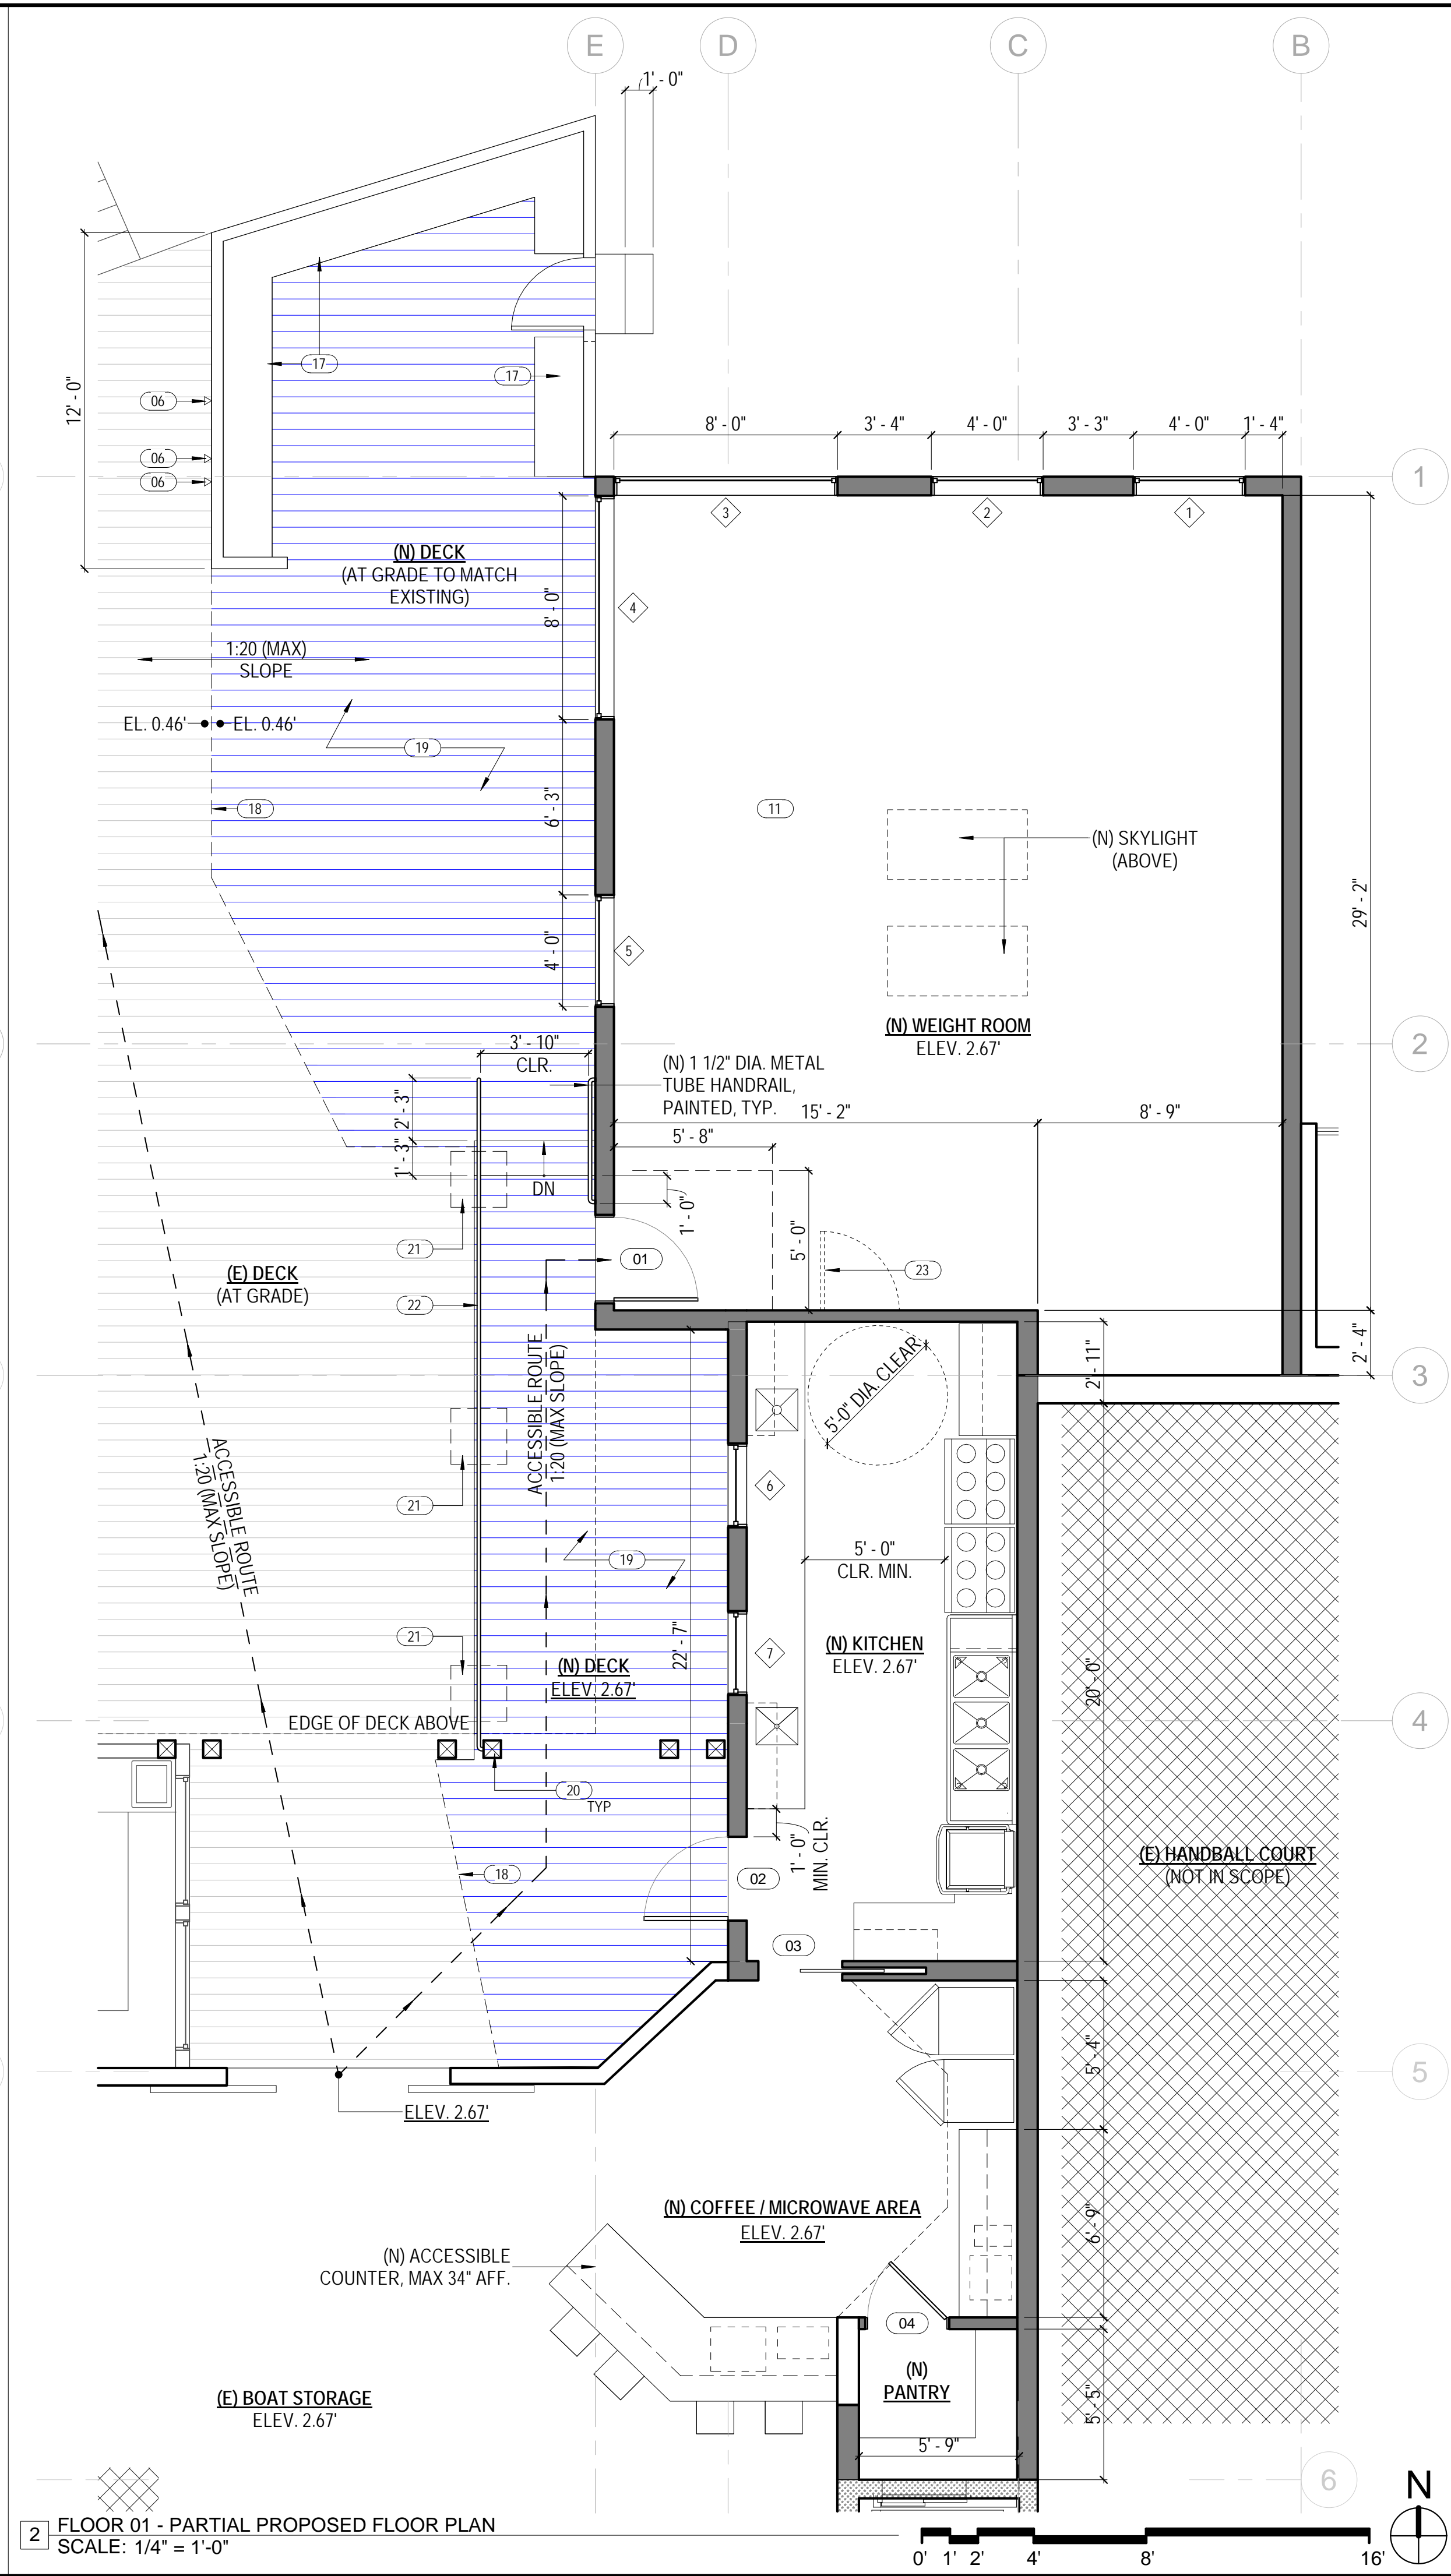 E
D
C
B
1' - 0"
12' - 0"
17
17
06
06
06
8' - 0"
3' - 4"
4' - 0"
3' - 3"
4' - 0"
1' - 4"
1
3
2
1
(N) DECK
(AT GRADE TO MATCH
EXISTING)
8' - 0"
4
1:20 (MAX)
SLOPE
EL. 0.46'
EL. 0.46'
19
18
6' - 3"
11
(N) SKYLIGHT
(ABOVE)
29' - 2"
4' - 0"
5
(N) WEIGHT ROOM
ELEV. 2.67'
2
3' - 10"
CLR.
(N) 1 1/2" DIA. METAL
TUBE HANDRAIL,
PAINTED, TYP.
2' - 3"
1' - 3"
15' - 2"
8' - 9"
5' - 8"
DN
1' - 0"
5' - 0"
21
01
23
(E) DECK
(AT GRADE)
22
ACCESSIBLE ROUTE
1:20 (MAX SLOPE)
5'-0" DIA. CLEAR
2' - 11"
2' - 4"
3
ACCESSIBLE ROUTE
1:20 (MAX SLOPE)
21
6
19
5' - 0"
CLR. MIN.
22' - 7"
21
7
(N) KITCHEN
ELEV. 2.67'
(N) DECK
ELEV. 2.67'
20' - 0"
EDGE OF DECK ABOVE
4
20
TYP
1' - 0"
MIN. CLR.
18
02
(E) HANDBALL COURT
(NOT IN SCOPE)
03
5' - 4"
5
ELEV. 2.67'
(N) COFFEE / MICROWAVE AREA
ELEV. 2.67'
6' - 9"
(N) ACCESSIBLE
COUNTER, MAX 34" AFF.
04
(N)
PANTRY
(E) BOAT STORAGE
ELEV. 2.67'
5' - 5"
5' - 9"
6
N
2
FLOOR 01 - PARTIAL PROPOSED FLOOR PLAN
SCALE: 1/4" = 1'-0"
0' 1' 2' 4' 8' 16'